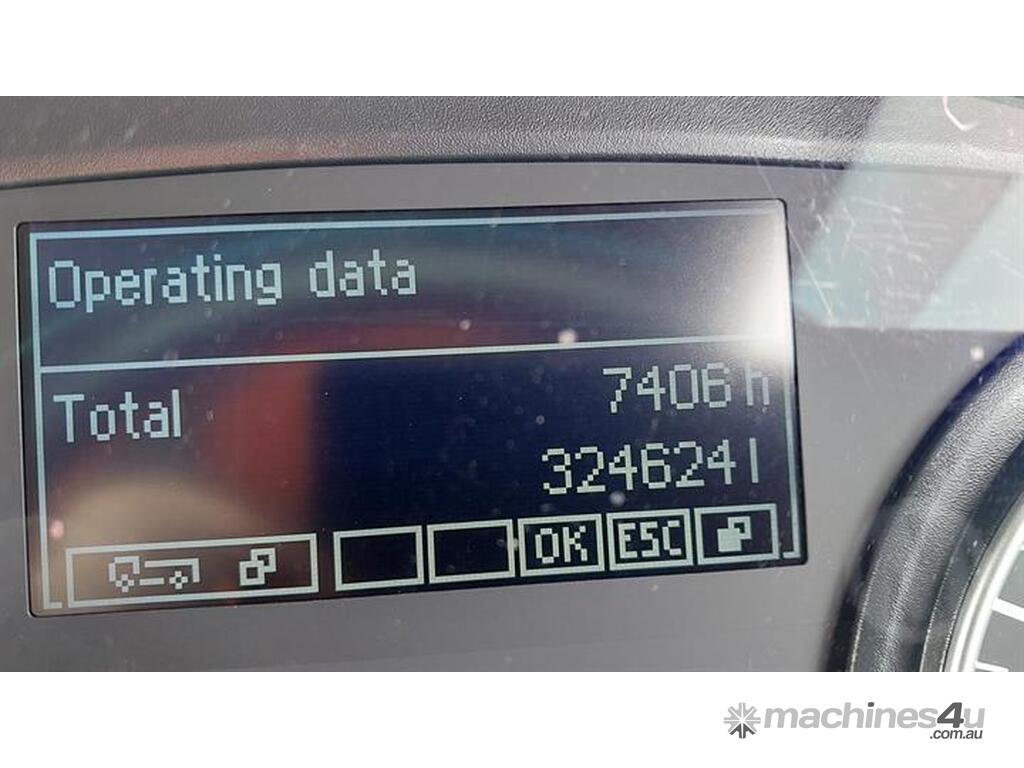 Operating data
Total 7406 h
324624 l
OK ESC
machines4u
.com.au